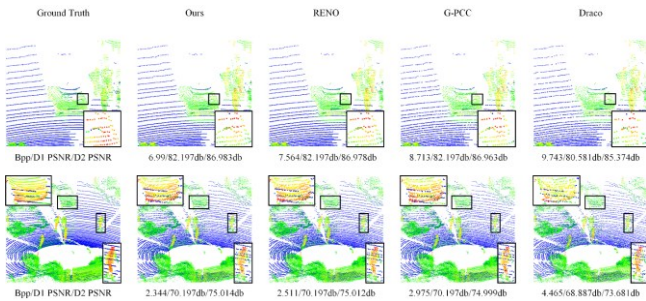 Ground Truth Ours RENO G-PCC Draco
Bpp/D1 PSNR/D2 PSNR 6.99/82.197db/86.983db 7.564/82.197db/86.978db 8.713/82.197db/86.963db 9.743/80.581db/85.374db
Bpp/D1 PSNR/D2 PSNR 2.344/70.197db/75.014db 2.511/70.197db/75.012db 2.975/70.197db/74.999db 4.465/68.887db/73.681db